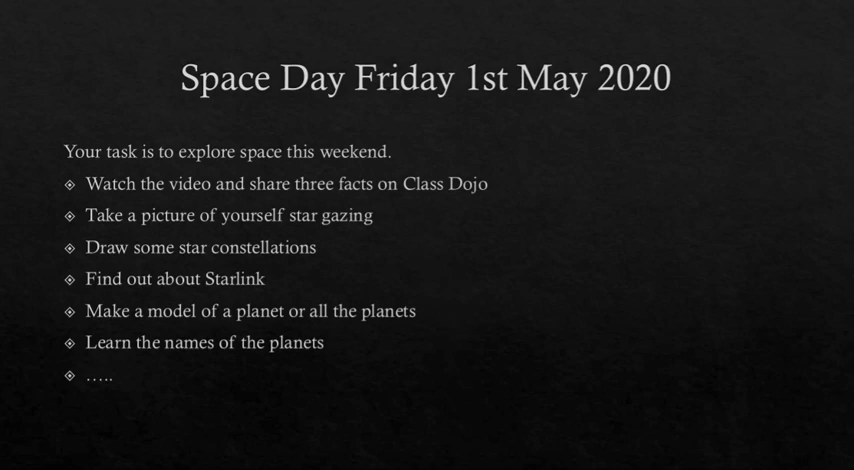 Space Day Friday 1st May 2020
Your task is to explore space this weekend.
Watch the video and share three facts on Class Dojo
Take a picture of yourself star gazing
Draw some star constellations
Find out about Starlink
Make a model of a planet or all the planets
Learn the names of the planets
…..